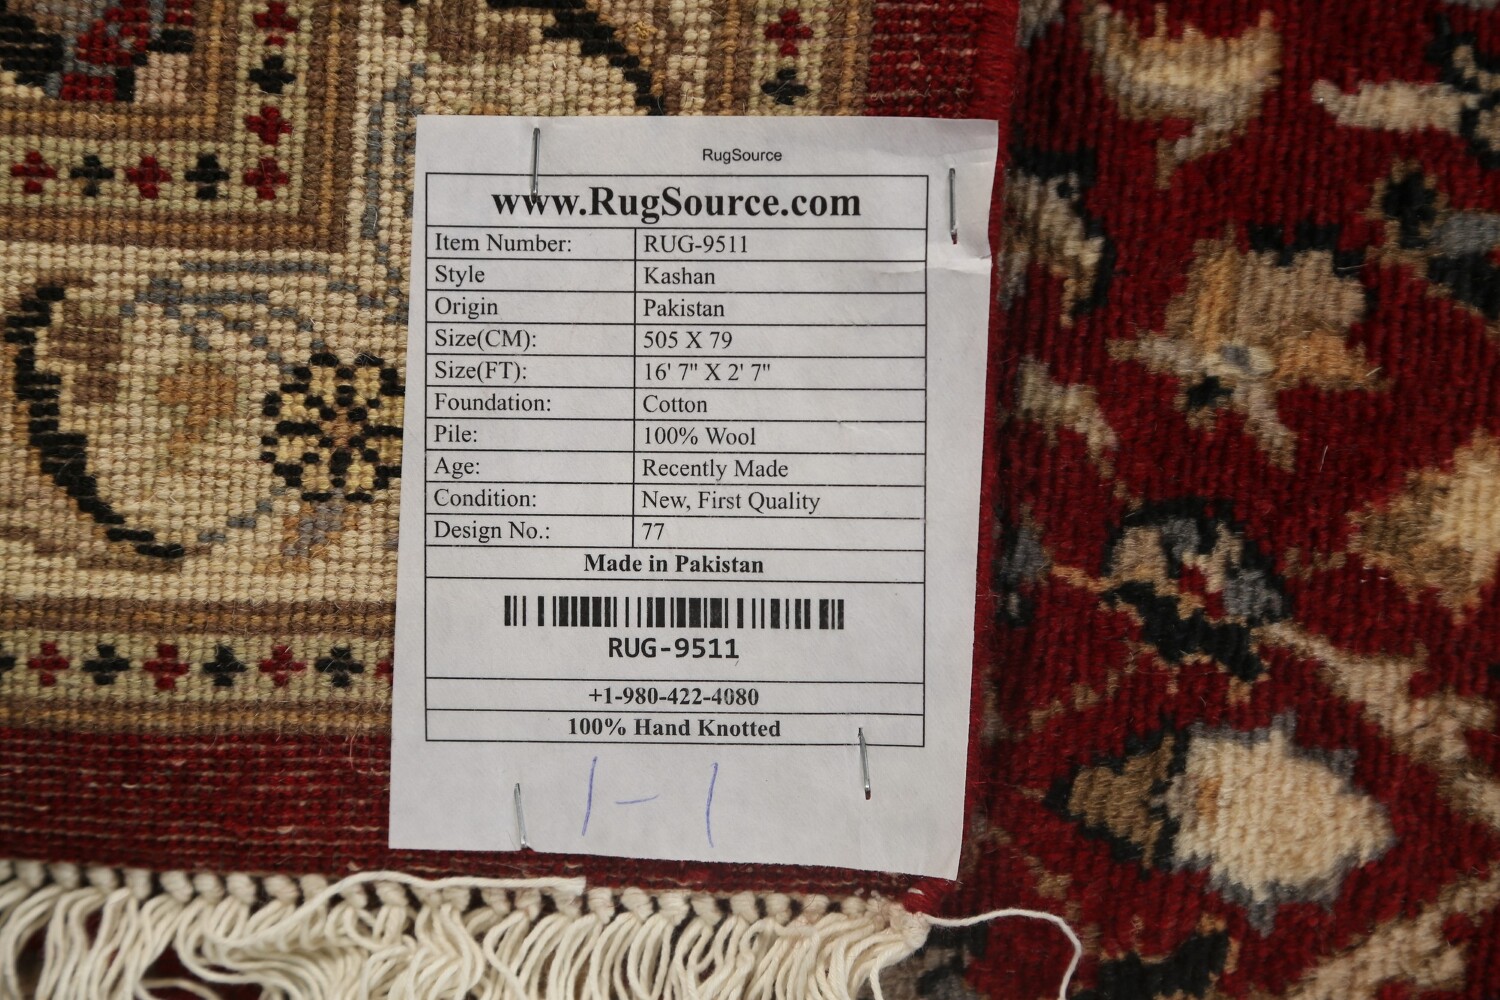 RugSource
www.RugSource.com
Item Number: RUG-9511
Style Kashan
Origin Pakistan
Size(CM): 505 X 79
Size(FT): 16' 7" X 2' 7"
Foundation: Cotton
Pile: 100% Wool
Age: Recently Made
Condition: New, First Quality
Design No.: 77
Made in Pakistan
RUG-9511
+1-980-422-4080
100% Hand Knotted
1-1